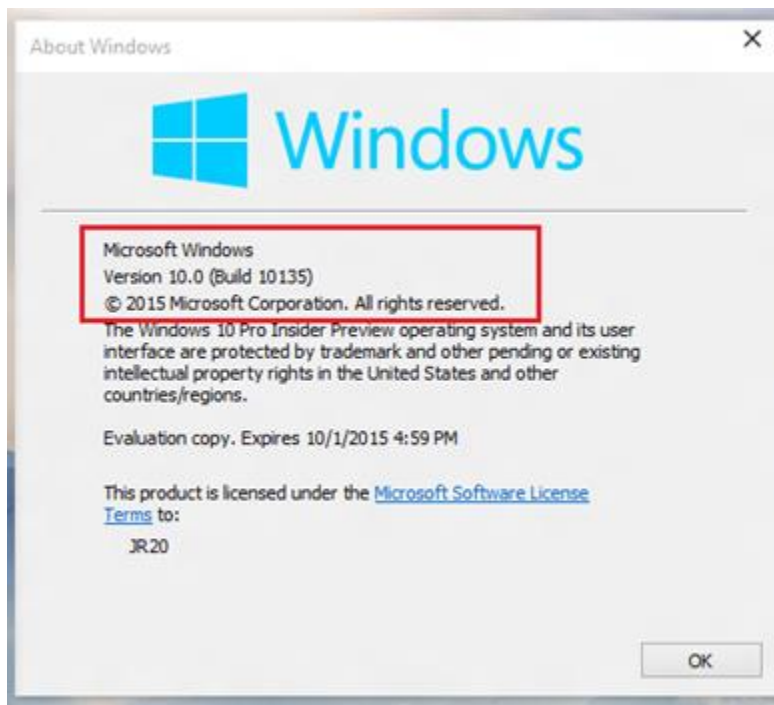 About Windows
Windows
Microsoft Windows
Version 10.0 (Build 10135)
© 2015 Microsoft Corporation. All rights reserved.
The Windows 10 Pro Insider Preview operating system and its user
interface are protected by trademark and other pending or existing
intellectual property rights in the United States and other
countries/regions.
Evaluation copy. Expires 10/1/2015 4:59 PM
This product is licensed under the Microsoft Software License
Terms to:
JR20
OK